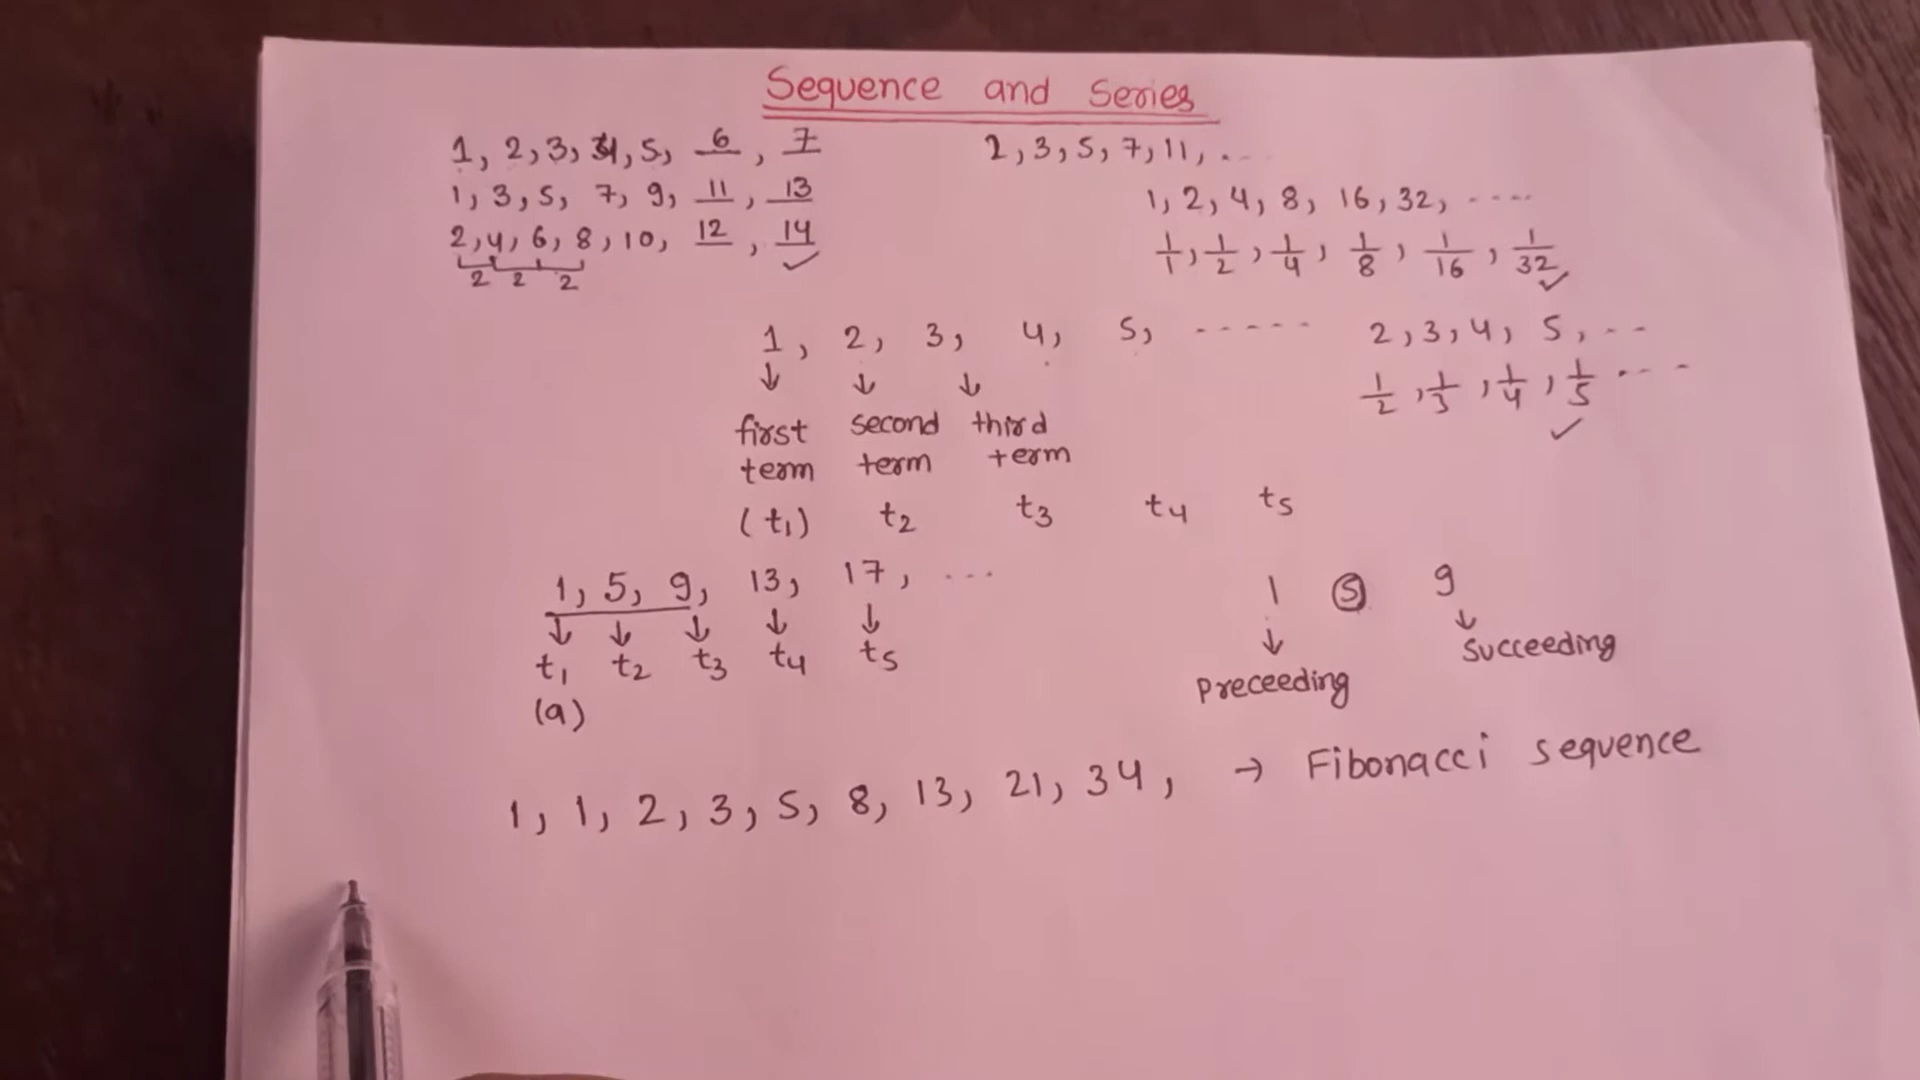 Sequence and Series
1, 2, 3, 4, 5, 6, 7
2, 3, 5, 7, 11, ..
1, 3, 5, 7, 9, 11, 13
1, 2, 4, 8, 16, 32, ----
2, 4, 6, 8, 10, 12, 14 ✓
2 2 2
1/1, 1/2, 1/4, 1/8, 1/16, 1/32 ✓
1, 2, 3, 4, 5, -----
2, 3, 4, 5, --
↓ ↓ ↓
1/2, 1/3, 1/4, 1/5 ---- ✓
first second third
term term term
(t₁) t₂ t₃ t₄ t₅
1, 5, 9, 13, 17, ...
1 5 9
↓ ↓ ↓ ↓ ↓
↓ ↓
t₁ t₂ t₃ t₄ t₅
Succeeding
Preceeding
(a)
1, 1, 2, 3, 5, 8, 13, 21, 34, → Fibonacci sequence